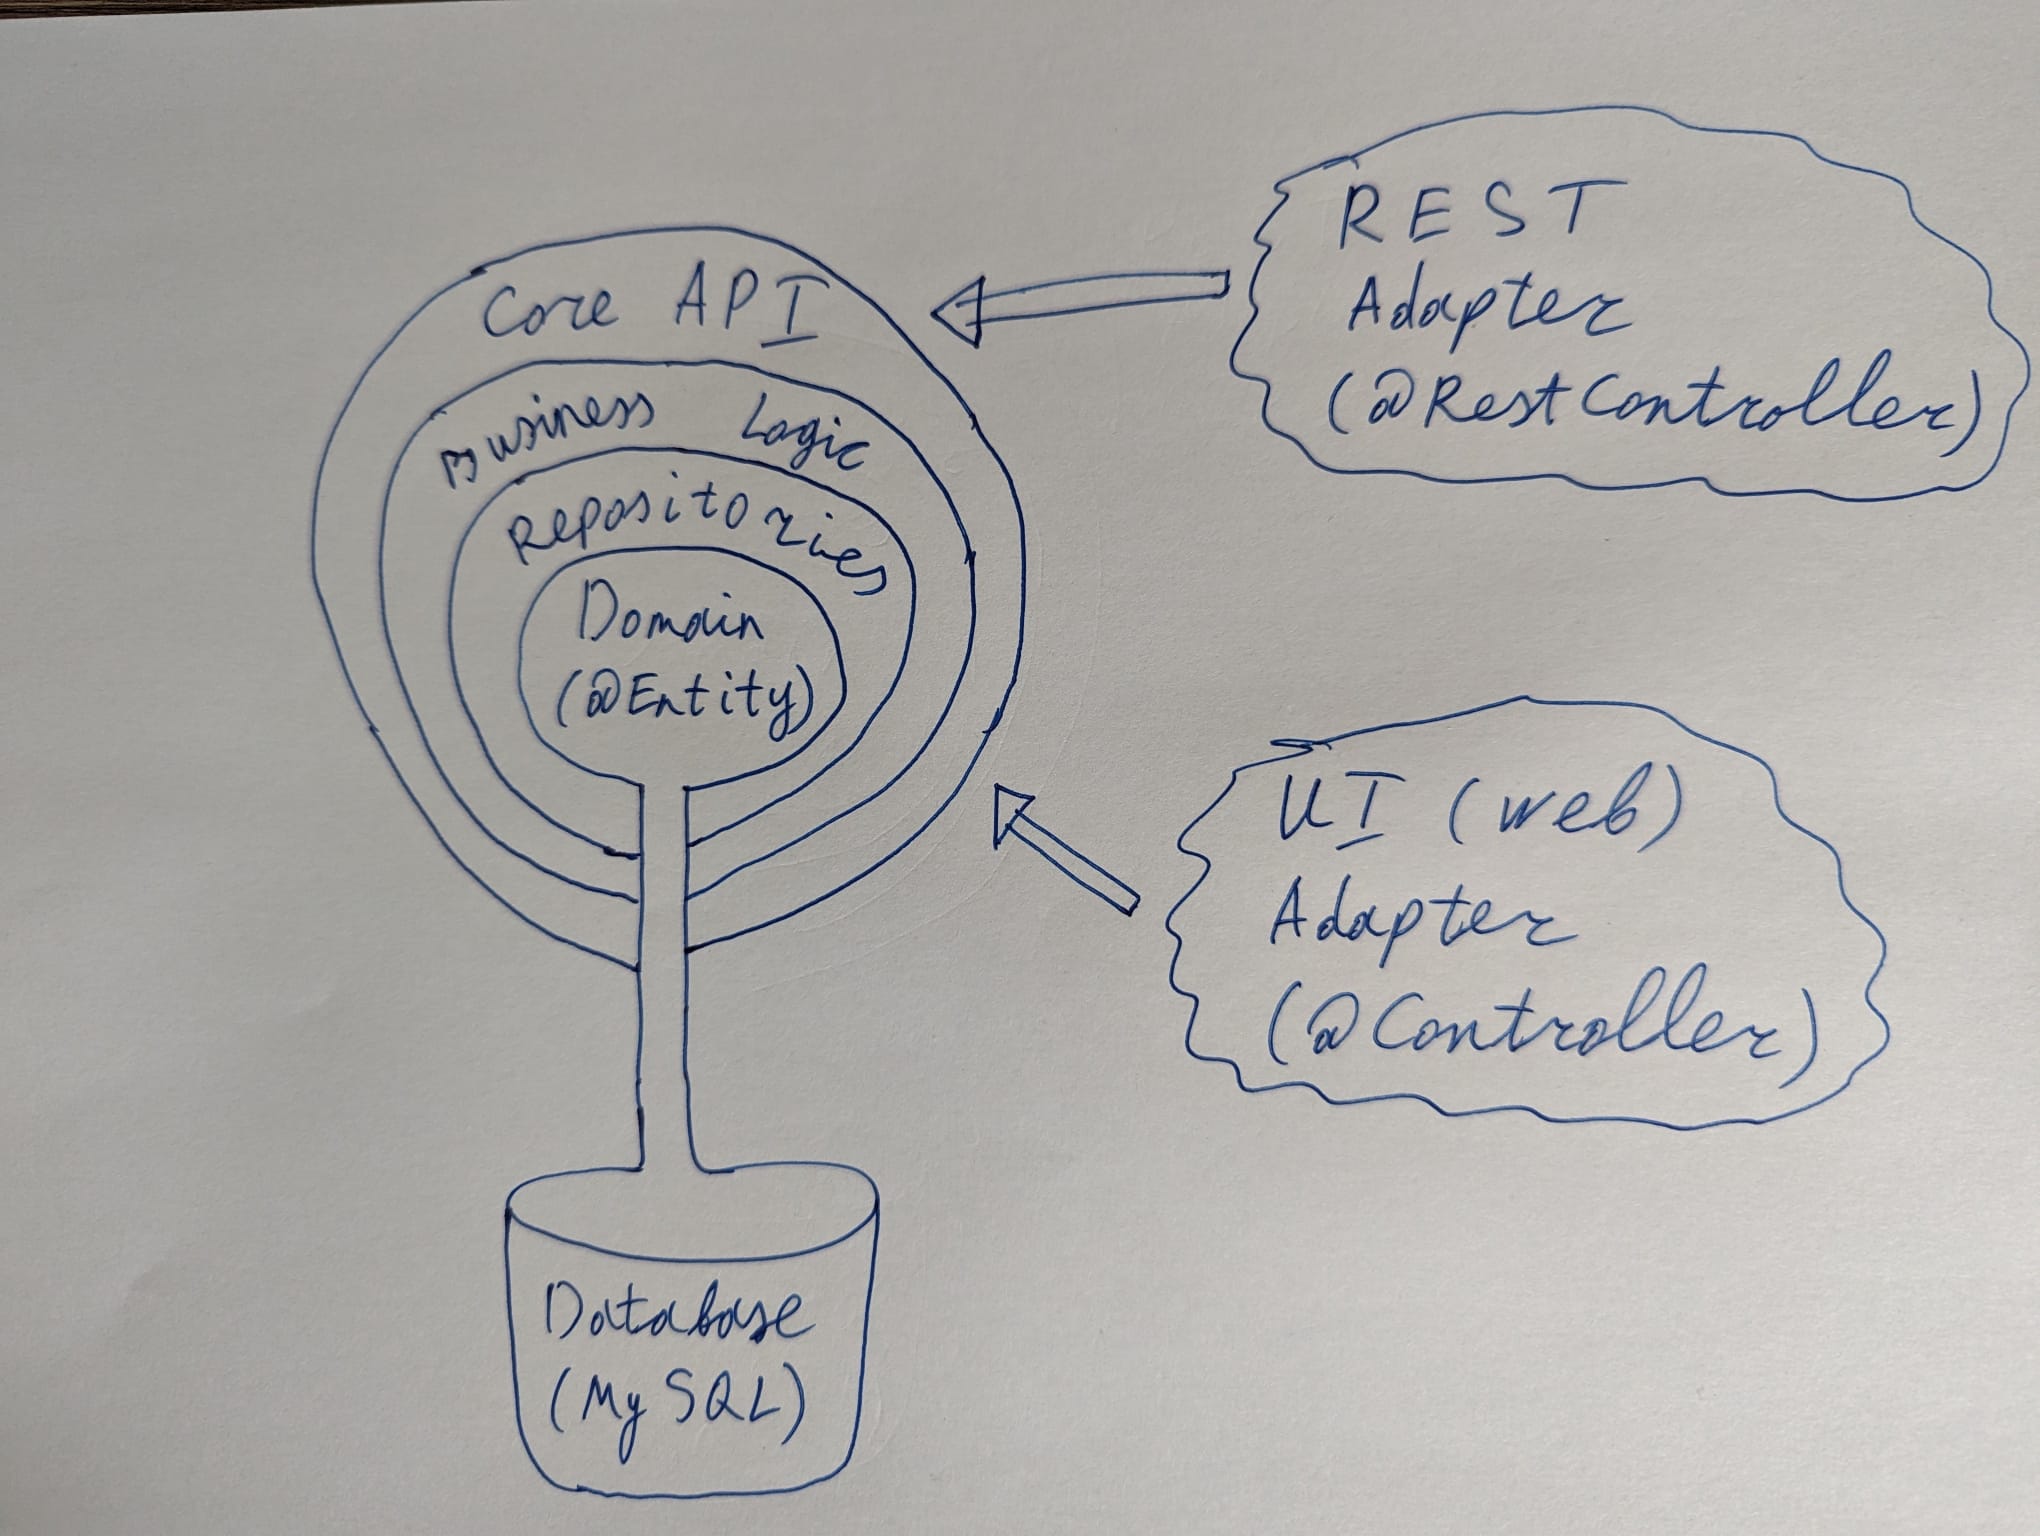 Core API
Business Logic
Repositories
Domain
(@Entity)
Database
(MySQL)
REST
Adapter
(@RestController)
UI (web)
Adapter
(@Controller)